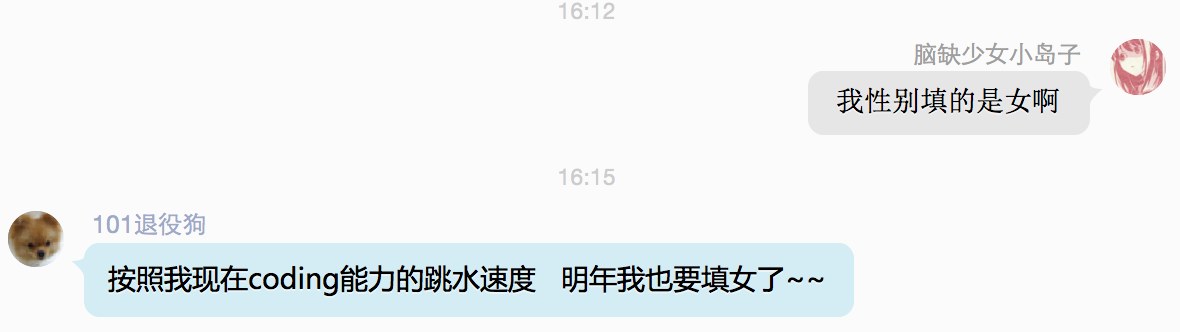 16:12
脑缺少女小岛子
我性别填的是女啊
16:15
101退役狗
按照我现在coding能力的跳水速度 明年我也要填女了~~